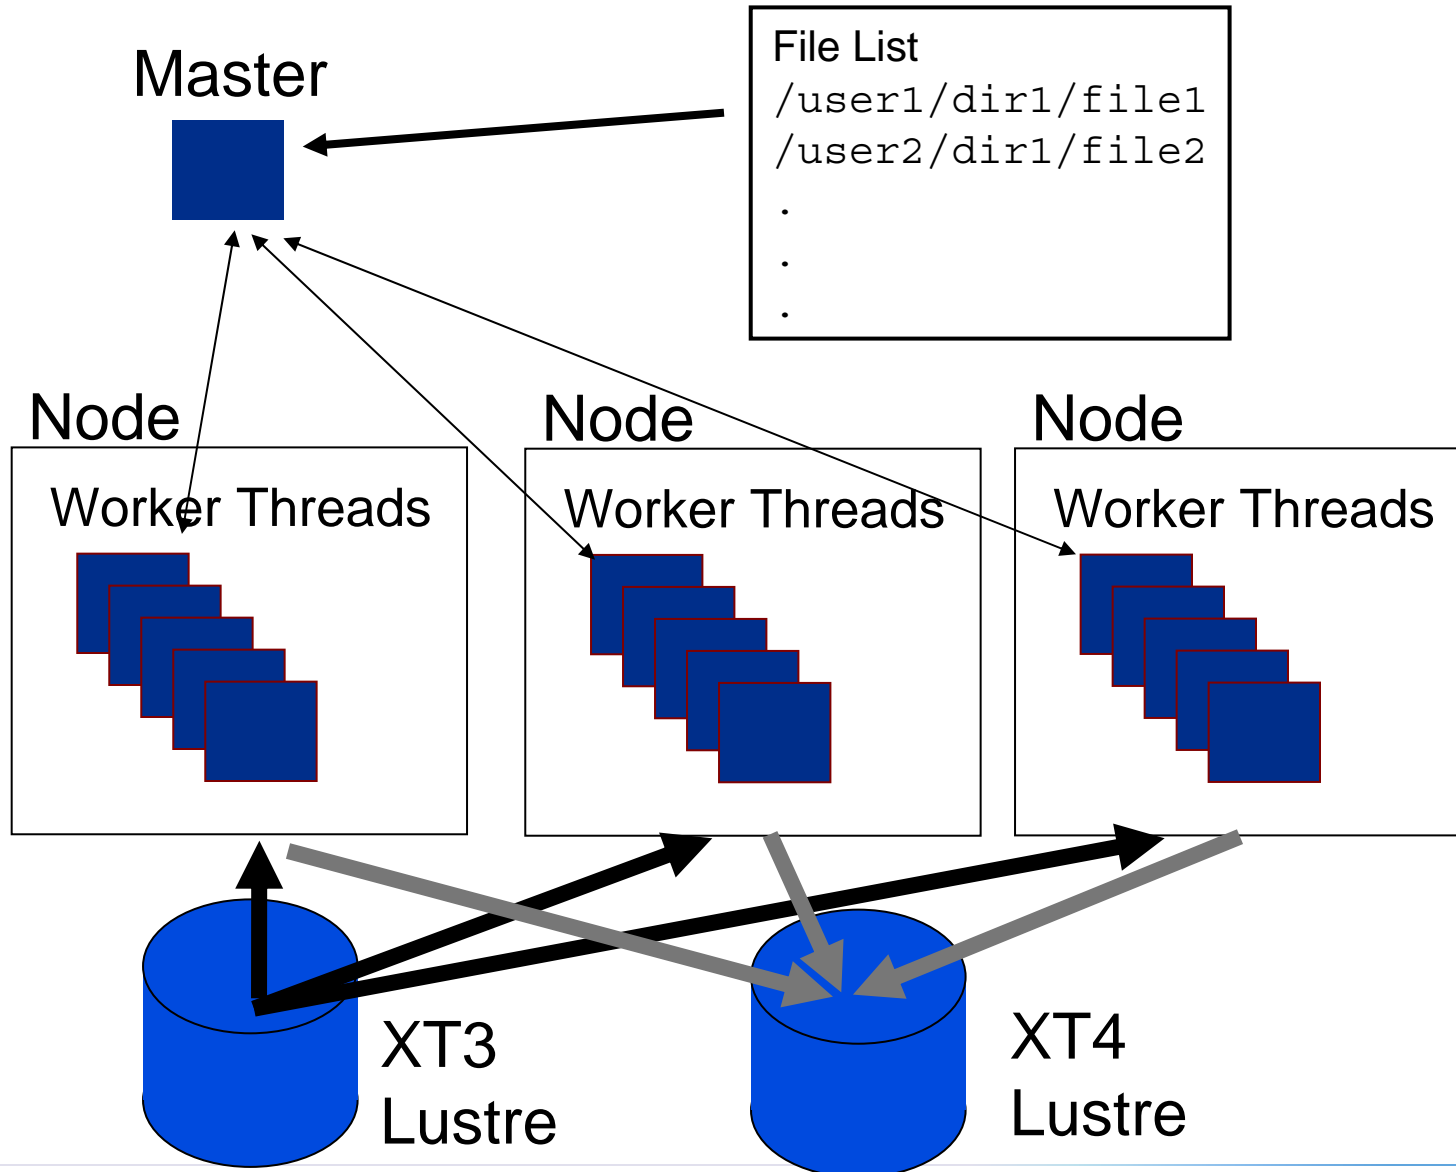 Master
File List
/user1/dir1/file1
/user2/dir1/file2
.
.
.
Node
Node
Node
Worker Threads
Worker Threads
Worker Threads
XT3
Lustre
XT4
Lustre